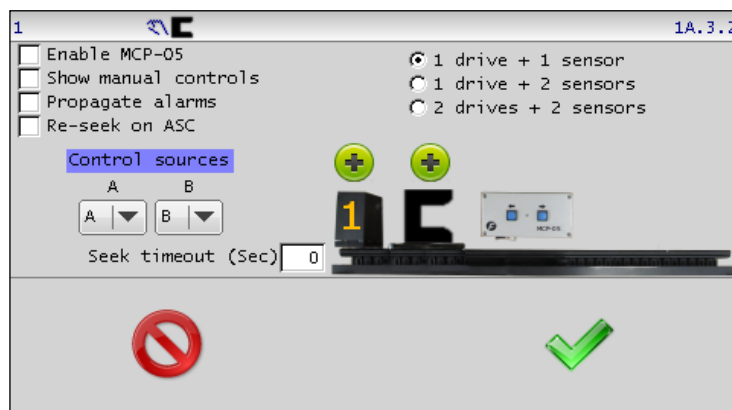 1
1A.3.2
Enable MCP-05
Show manual controls
Propagate alarms
Re-seek on ASC
1 drive + 1 sensor
1 drive + 2 sensors
2 drives + 2 sensors
Control sources
A B
A B
Seek timeout (Sec) 0
1
MCP-05